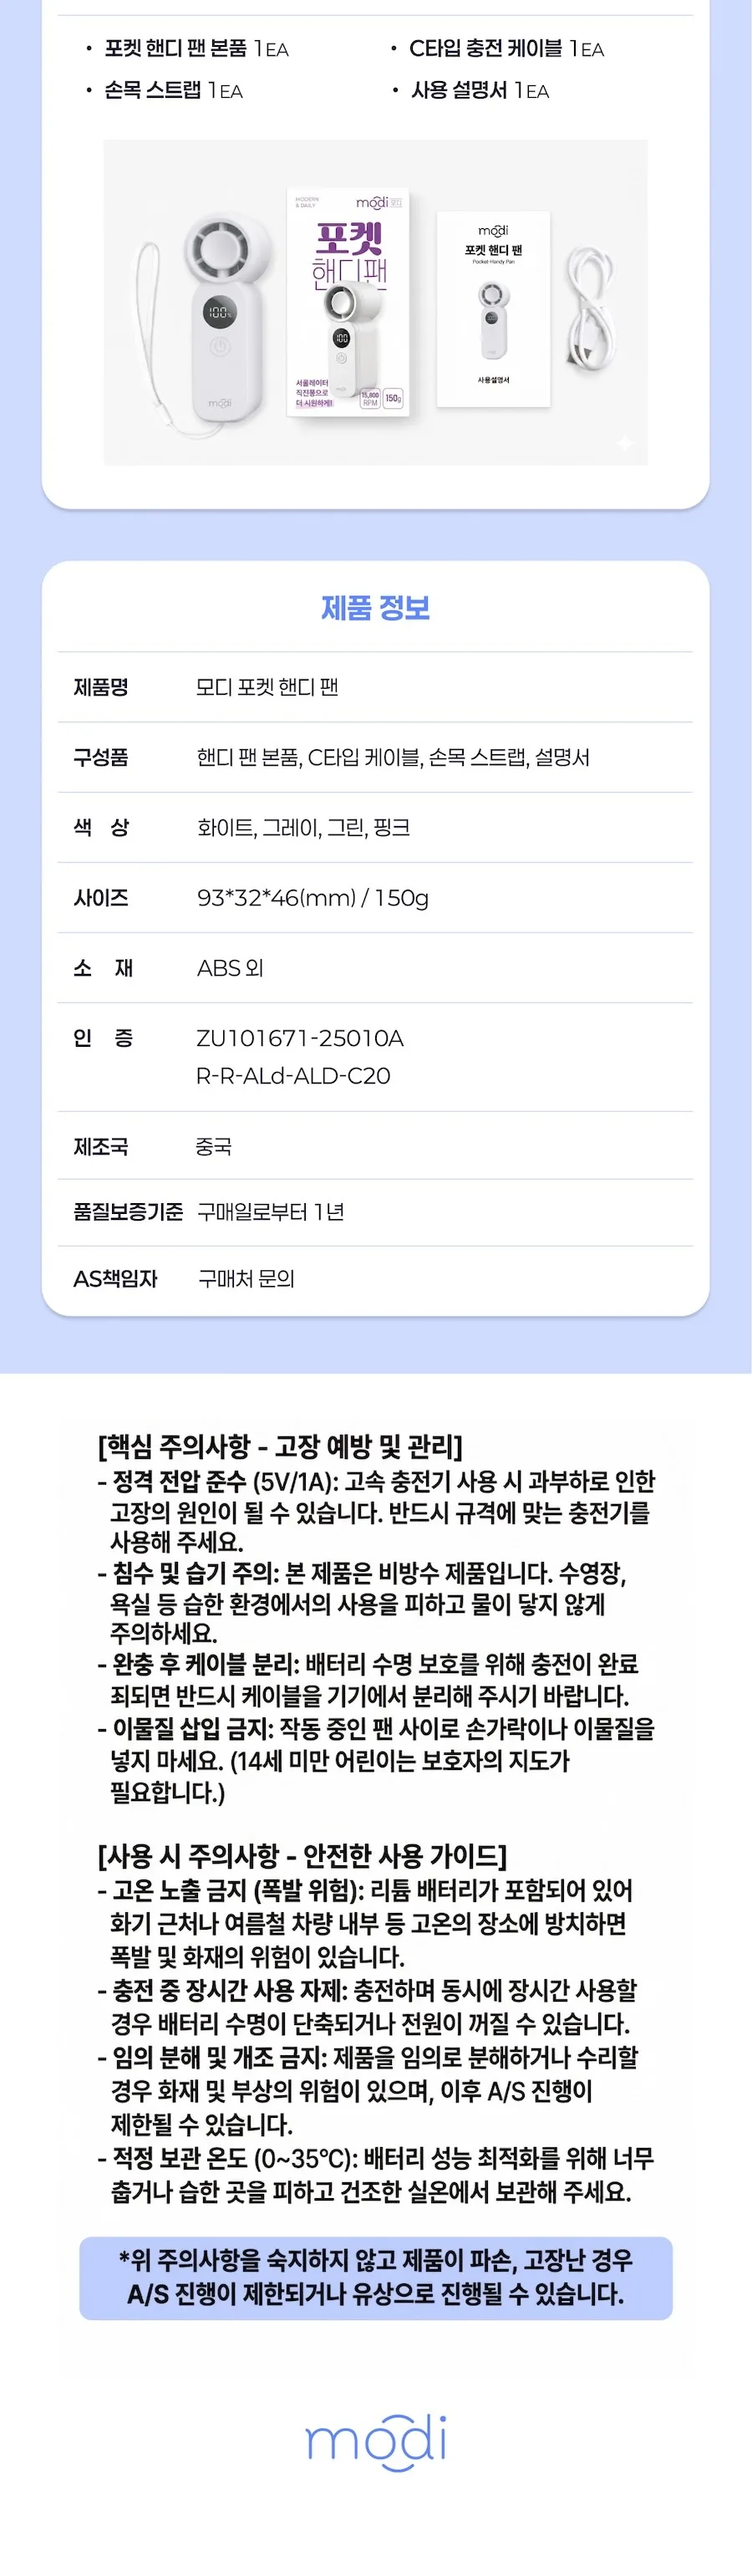 • 포켓 핸디 팬 본품 1EA
• C타입 충전 케이블 1EA
• 손목 스트랩 1EA
• 사용 설명서 1EA
MODERN
& DAILY
modi 모디
포켓
핸디팬
100%
modi
100
서큘레이터
직진풍으로
더 시원하게!
15,800
RPM
150g
modi
포켓 핸디 팬
Pocket Handy Pan
사용설명서
제품 정보
제품명 모디 포켓 핸디 팬
구성품 핸디 팬 본품, C타입 케이블, 손목 스트랩, 설명서
색 상 화이트, 그레이, 그린, 핑크
사이즈 93*32*46(mm) / 150g
소 재 ABS 외
인 증 ZU101671-25010A
R-R-ALd-ALD-C20
제조국 중국
품질보증기준 구매일로부터 1년
AS책임자 구매처 문의
[핵심 주의사항 - 고장 예방 및 관리]
- 정격 전압 준수 (5V/1A): 고속 충전기 사용 시 과부하로 인한
고장의 원인이 될 수 있습니다. 반드시 규격에 맞는 충전기를
사용해 주세요.
- 침수 및 습기 주의: 본 제품은 비방수 제품입니다. 수영장,
욕실 등 습한 환경에서의 사용을 피하고 물이 닿지 않게
주의하세요.
- 완충 후 케이블 분리: 배터리 수명 보호를 위해 충전이 완료
죄되면 반드시 케이블을 기기에서 분리해 주시기 바랍니다.
- 이물질 삽입 금지: 작동 중인 팬 사이로 손가락이나 이물질을
넣지 마세요. (14세 미만 어린이는 보호자의 지도가
필요합니다.)
[사용 시 주의사항 - 안전한 사용 가이드]
- 고온 노출 금지 (폭발 위험): 리튬 배터리가 포함되어 있어
화기 근처나 여름철 차량 내부 등 고온의 장소에 방치하면
폭발 및 화재의 위험이 있습니다.
- 충전 중 장시간 사용 자제: 충전하며 동시에 장시간 사용할
경우 배터리 수명이 단축되거나 전원이 꺼질 수 있습니다.
- 임의 분해 및 개조 금지: 제품을 임의로 분해하거나 수리할
경우 화재 및 부상의 위험이 있으며, 이후 A/S 진행이
제한될 수 있습니다.
- 적정 보관 온도 (0~35℃): 배터리 성능 최적화를 위해 너무
춥거나 습한 곳을 피하고 건조한 실온에서 보관해 주세요.
*위 주의사항을 숙지하지 않고 제품이 파손, 고장난 경우
A/S 진행이 제한되거나 유상으로 진행될 수 있습니다.
modi